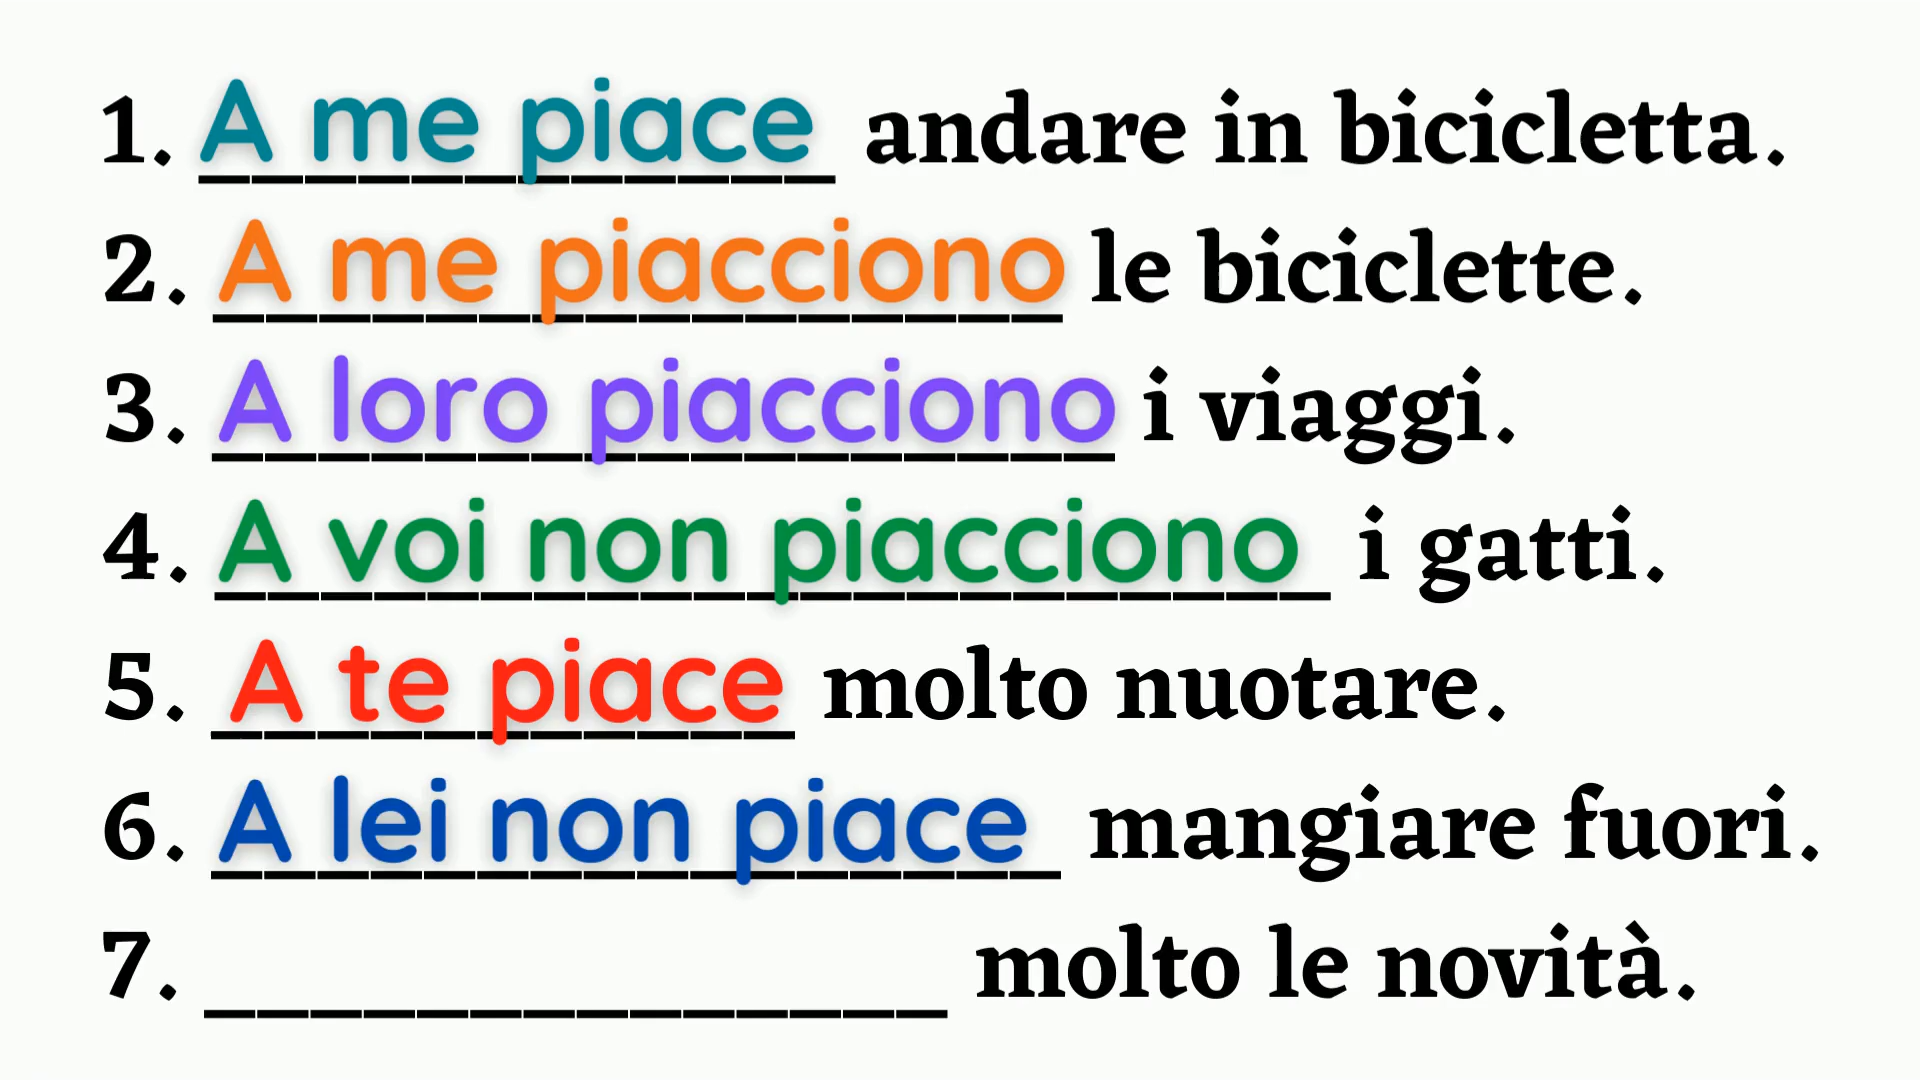 1. A me piace andare in bicicletta.
2. A me piacciono le biciclette.
3. A loro piacciono i viaggi.
4. A voi non piacciono i gatti.
5. A te piace molto nuotare.
6. A lei non piace mangiare fuori.
7. ______________ molto le novità.